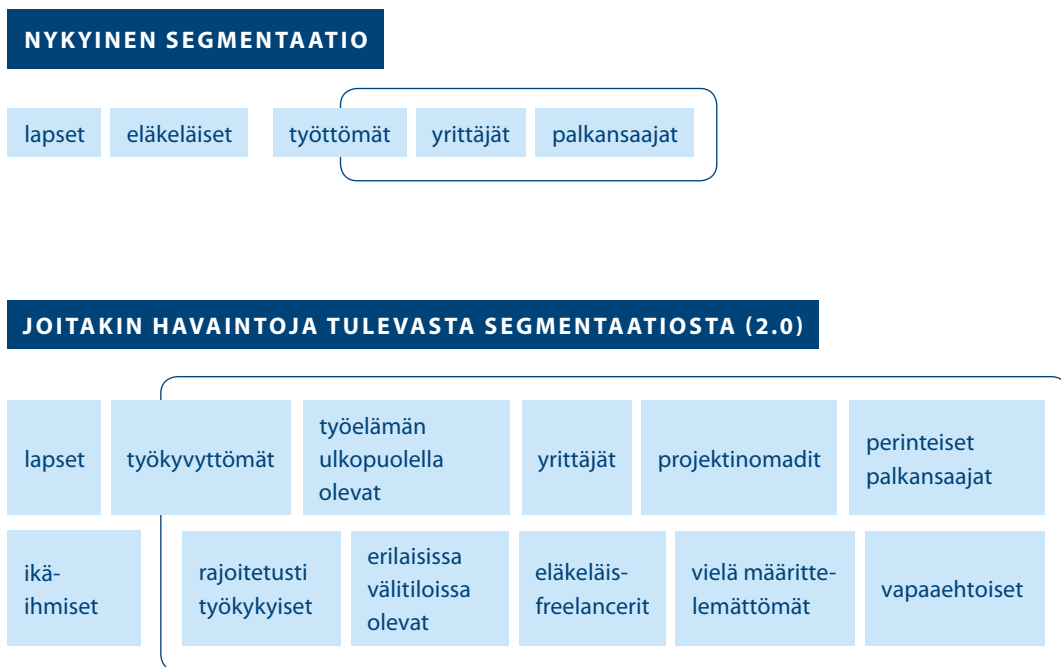 NYKYINEN SEGMENTAATIO
lapset
eläkeläiset
työttömät
yrittäjät
palkansaajat
JOITAKIN HAVAINTOJA TULEVASTA SEGMENTAATIOSTA (2.0)
lapset
työkyvyttömät
työelämän
ulkopuolella
olevat
yrittäjät
projektinomadit
perinteiset
palkansaajat
ikä-
ihmiset
rajoitetusti
työkykyiset
erilaisissa
välitiloissa
olevat
eläkeläis-
freelancerit
vielä määritte-
lemättömät
vapaaehtoiset